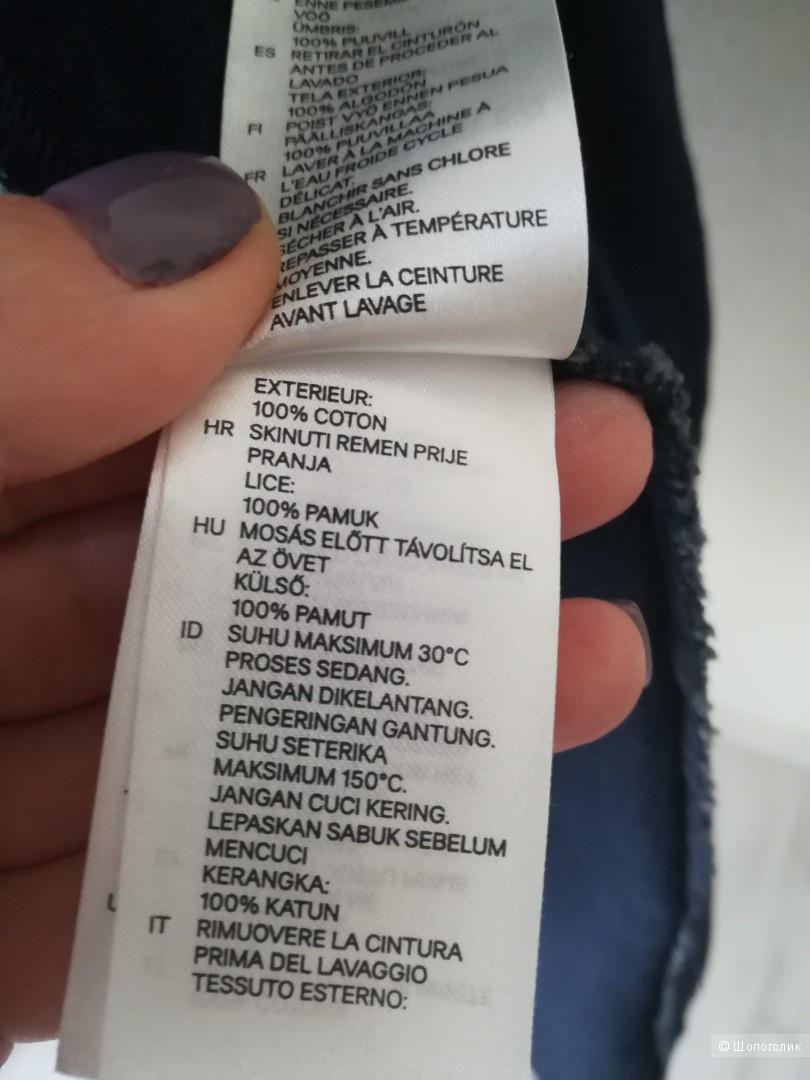 VÖÖ
ÜMBRIS:
100% PUUVILL
ES RETIRAR EL CINTURÓN
ANTES DE PROCEDER AL
LAVADO
TELA EXTERIOR:
100% ALGODÓN
FI POIST VYÖ ENNEN PESUA
PÄÄLLISKANGAS:
100% PUUVILLAA
FR LAVER À LA MACHINE À
L'EAU FROIDE CYCLE
DÉLICAT.
BLANCHIR SANS CHLORE
SI NÉCESSAIRE.
SÉCHER À L'AIR.
REPASSER À TEMPÉRATURE
MOYENNE.
ENLEVER LA CEINTURE
AVANT LAVAGE
EXTERIEUR:
100% COTON
HR SKINUTI REMEN PRIJE
PRANJA
LICE:
100% PAMUK
HU MOSÁS ELŐTT TÁVOLÍTSA EL
AZ ÖVET
KÜLSŐ:
100% PAMUT
ID SUHU MAKSIMUM 30°C
PROSES SEDANG.
JANGAN DIKELANTANG.
PENGERINGAN GANTUNG.
SUHU SETERIKA
MAKSIMUM 150°C.
JANGAN CUCI KERING.
LEPASKAN SABUK SEBELUM
MENCUCI
KERANGKA:
100% KATUN
IT RIMUOVERE LA CINTURA
PRIMA DEL LAVAGGIO
TESSUTO ESTERNO:
© Шопоголик